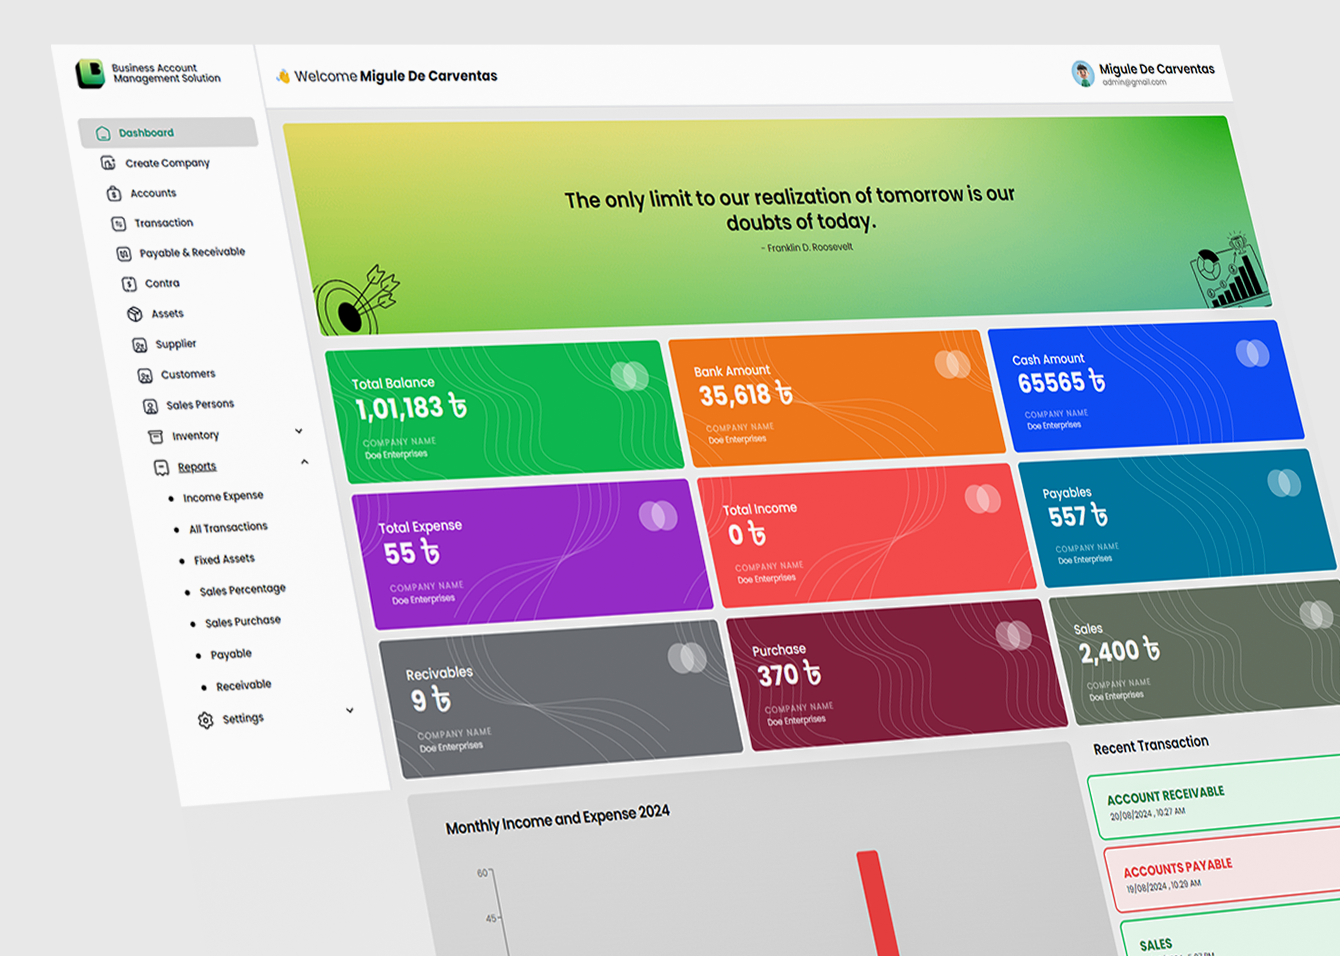 Business Account
Management Solution
👋 Welcome Migule De Carventas
Migule De Carventas
admin@gmail.com
Dashboard
Create Company
Accounts
Transaction
Payable & Receivable
Contra
Assets
Supplier
Customers
Sales Persons
Inventory
Reports
Income Expense
All Transactions
Fixed Assets
Sales Percentage
Sales Purchase
Payable
Receivable
Settings
The only limit to our realization of tomorrow is our
doubts of today.
- Franklin D. Roosevelt
Total Balance
1,01,183 ৳
COMPANY NAME
Doe Enterprises
Bank Amount
35,618 ৳
COMPANY NAME
Doe Enterprises
Cash Amount
65565 ৳
COMPANY NAME
Doe Enterprises
Total Expense
55 ৳
COMPANY NAME
Doe Enterprises
Total Income
0 ৳
COMPANY NAME
Doe Enterprises
Payables
557 ৳
COMPANY NAME
Doe Enterprises
Recivables
9 ৳
COMPANY NAME
Doe Enterprises
Purchase
370 ৳
COMPANY NAME
Doe Enterprises
Sales
2,400 ৳
COMPANY NAME
Doe Enterprises
Monthly Income and Expense 2024
60
45
Recent Transaction
ACCOUNT RECEIVABLE
20/08/2024 , 10:27 AM
ACCOUNTS PAYABLE
19/08/2024 , 10:29 AM
SALES